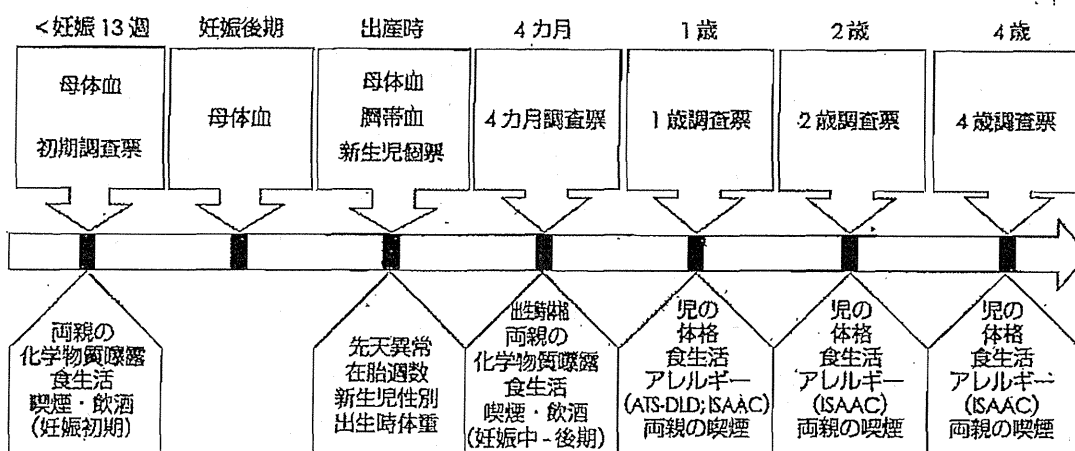 <妊娠13週
妊娠後期
出産時
4カ月
1歳
2歳
4歳
母体血
初期調査票
母体血
母体血
臍帯血
新生児個票
4カ月調査票
1歳調査票
2歳調査票
4歳調査票
両親の
化学物質曝露
食生活
喫煙・飲酒
(妊娠初期)
先天異常
在胎週数
新生児性別
出生時体重
両親の
化学物質曝露
食生活
喫煙・飲酒
(妊娠中-後期)
児の
体格
食生活
アレルギー
(ATS-DLD;ISAAC)
両親の喫煙
児の
体格
食生活
アレルギー
(ISAAC)
両親の喫煙
児の
体格
食生活
アレルギー
(ISAAC)
両親の喫煙